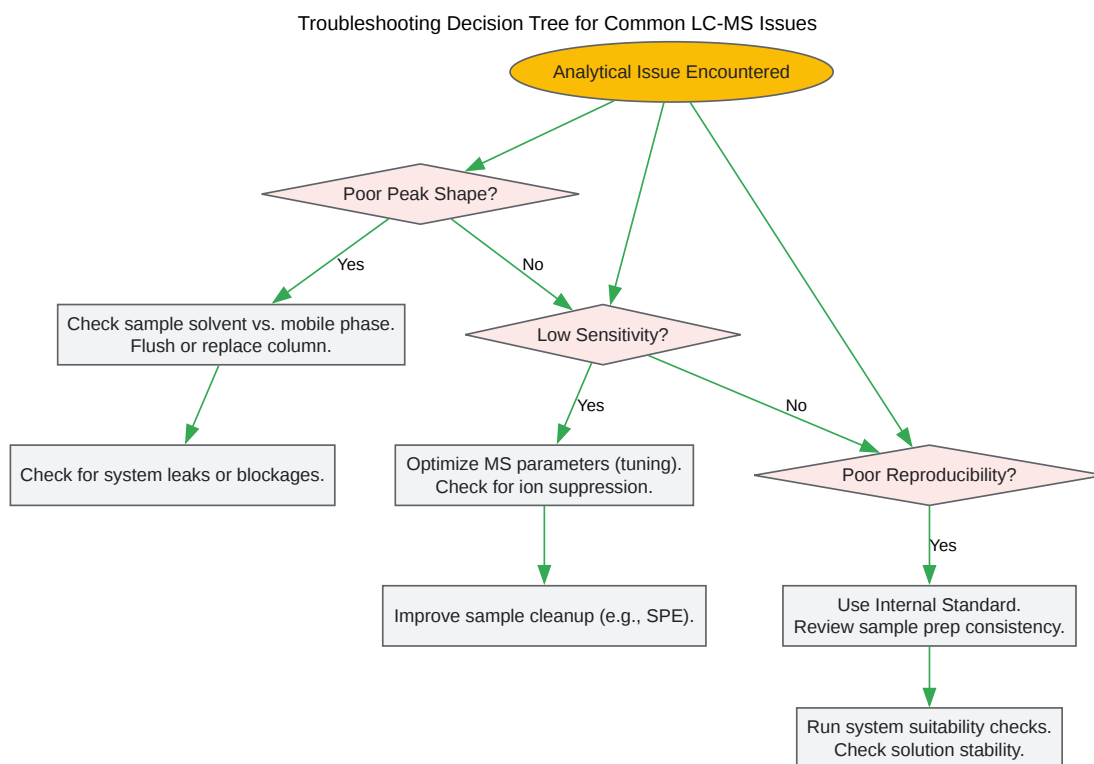 Troubleshooting Decision Tree for Common LC-MS Issues
Analytical Issue Encountered
Poor Peak Shape?
Yes
No
Check sample solvent vs. mobile phase.
Flush or replace column.
Low Sensitivity?
Yes
No
Check for system leaks or blockages.
Optimize MS parameters (tuning).
Check for ion suppression.
Poor Reproducibility?
Yes
Improve sample cleanup (e.g., SPE).
Use Internal Standard.
Review sample prep consistency.
Run system suitability checks.
Check solution stability.